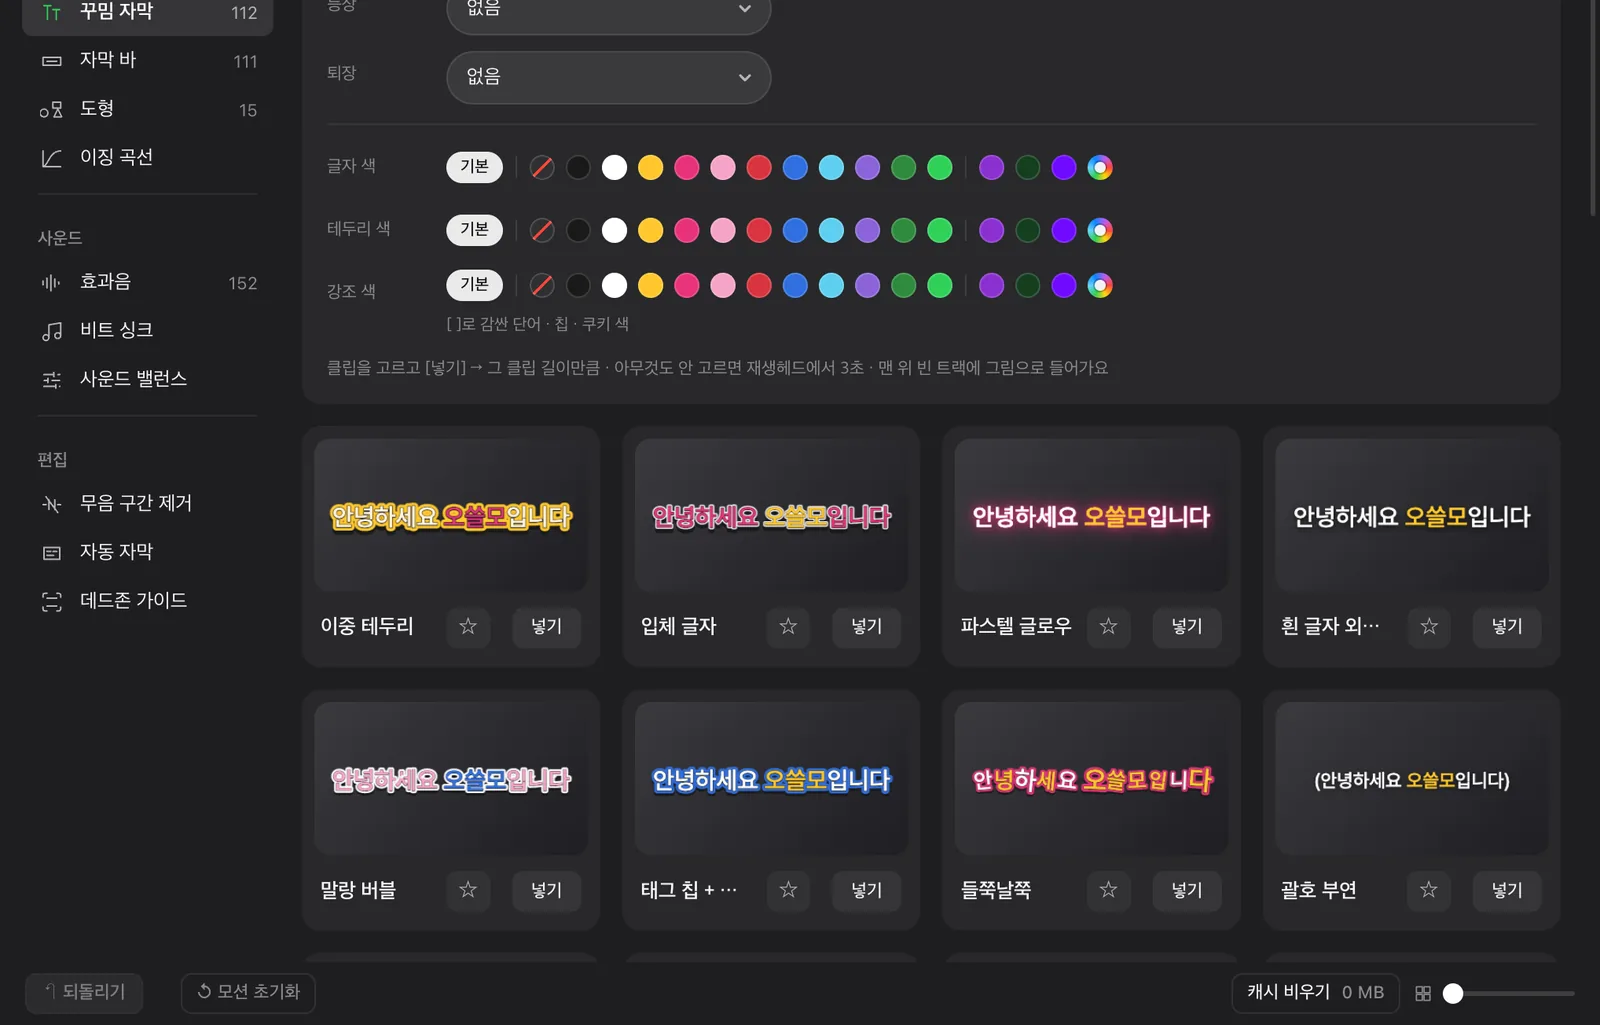 꾸밈 자막 112
자막 바 111
도형 15
이징 곡선
사운드
효과음 152
비트 싱크
사운드 밸런스
편집
무음 구간 제거
자동 자막
데드존 가이드
등장 없음
퇴장 없음
글자 색 기본
테두리 색 기본
강조 색 기본
[ ]로 감싼 단어 · 칩 · 쿠키 색
클립을 고르고 [넣기] → 그 클립 길이만큼 · 아무것도 안 고르면 재생헤드에서 3초 · 맨 위 빈 트랙에 그림으로 들어가요
안녕하세요 오쓸모입니다
이중 테두리 ☆ 넣기
안녕하세요 오쓸모입니다
입체 글자 ☆ 넣기
안녕하세요 오쓸모입니다
파스텔 글로우 ☆ 넣기
안녕하세요 오쓸모입니다
흰 글자 외… ☆ 넣기
안녕하세요 오쓸모입니다
말랑 버블 ☆ 넣기
안녕하세요 오쓸모입니다
태그 칩 + … ☆ 넣기
안녕하세요 오쓸모입니다
들쭉날쭉 ☆ 넣기
(안녕하세요 오쓸모입니다)
괄호 부연 ☆ 넣기
되돌리기
모션 초기화
캐시 비우기 0 MB